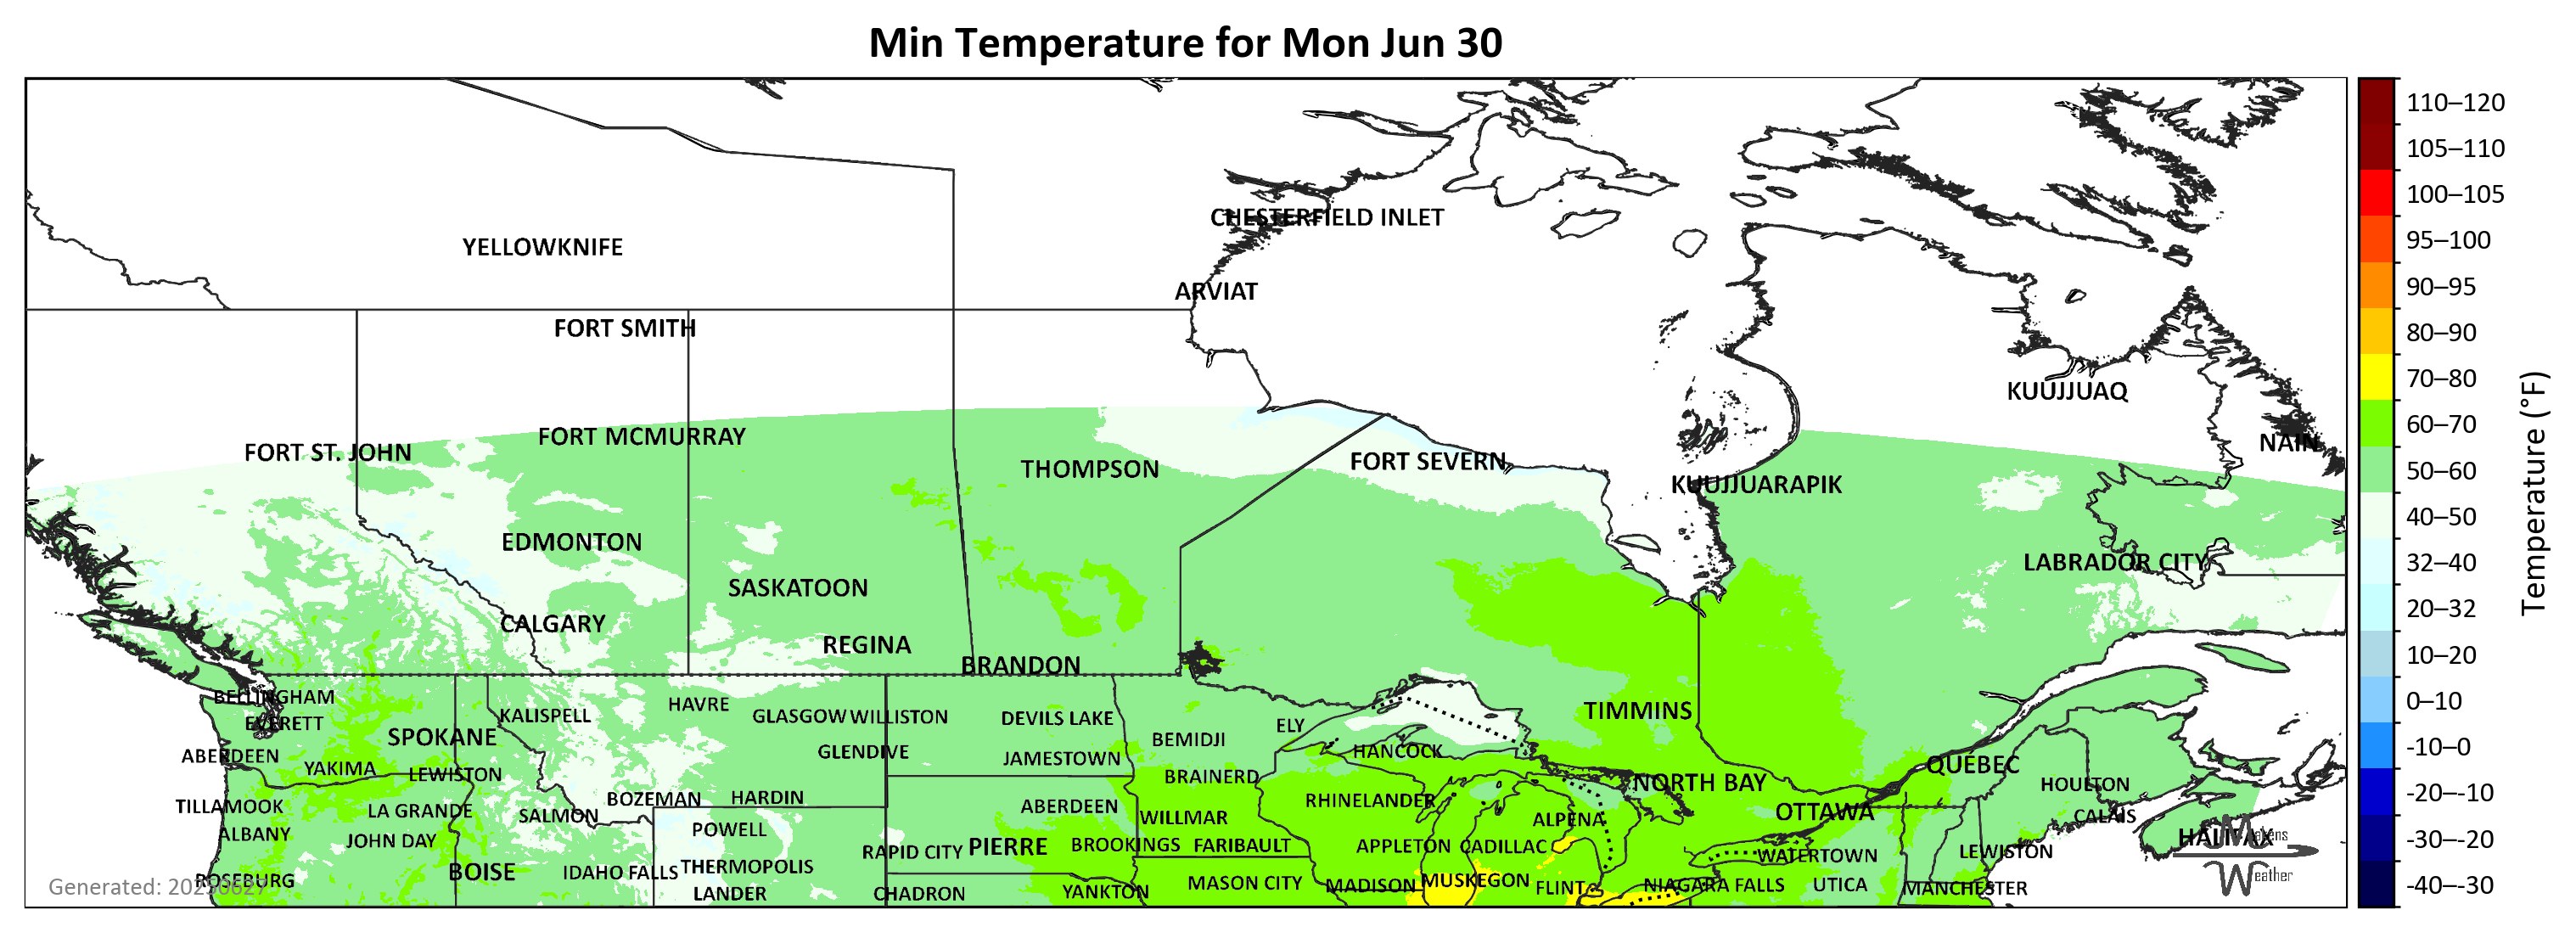 Min Temperature for Mon Jun 30
CHESTERFIELD INLET
YELLOWKNIFE
ARVIAT
FORT SMITH
KUUJJUAQ
FORT MCMURRAY
NAIN
FORT ST. JOHN
FORT SEVERN
THOMPSON
KUUJJUARAPIK
EDMONTON
LABRADOR CITY
SASKATOON
CALGARY
REGINA
BRANDON
BELLINGHAM
HAVRE
KALISPELL
GLASGOW WILLISTON
DEVILS LAKE
TIMMINS
EVERETT
ELY
SPOKANE
BEMIDJI
ABERDEEN
GLENDIVE
JAMESTOWN
HANCOCK
QUÉBEC
YAKIMA
LEWISTON
BRAINERD
NORTH BAY
HOULTON
BOZEMAN
HARDIN
RHINELANDER
TILLAMOOK
LA GRANDE
SALMON
ABERDEEN
WILLMAR
ALPENA
OTTAWA
CALAIS
ALBANY
JOHN DAY
POWELL
HALIFAX
Makens
Weather
RAPID CITY
PIERRE
BROOKINGS
FARIBAULT
APPLETON
CADILLAC
WATERTOWN
LEWISTON
BOISE
IDAHO FALLS
THERMOPOLIS
ROSEBURG
MASON CITY
MADISON
MUSKEGON
FLINT
NIAGARA FALLS
UTICA
MANCHESTER
LANDER
CHADRON
YANKTON
Generated: 20250627
110–120
105–110
100–105
95–100
90–95
80–90
70–80
60–70
50–60
40–50
32–40
20–32
10–20
0–10
-10–0
-20–-10
-30–-20
-40–-30
Temperature (°F)